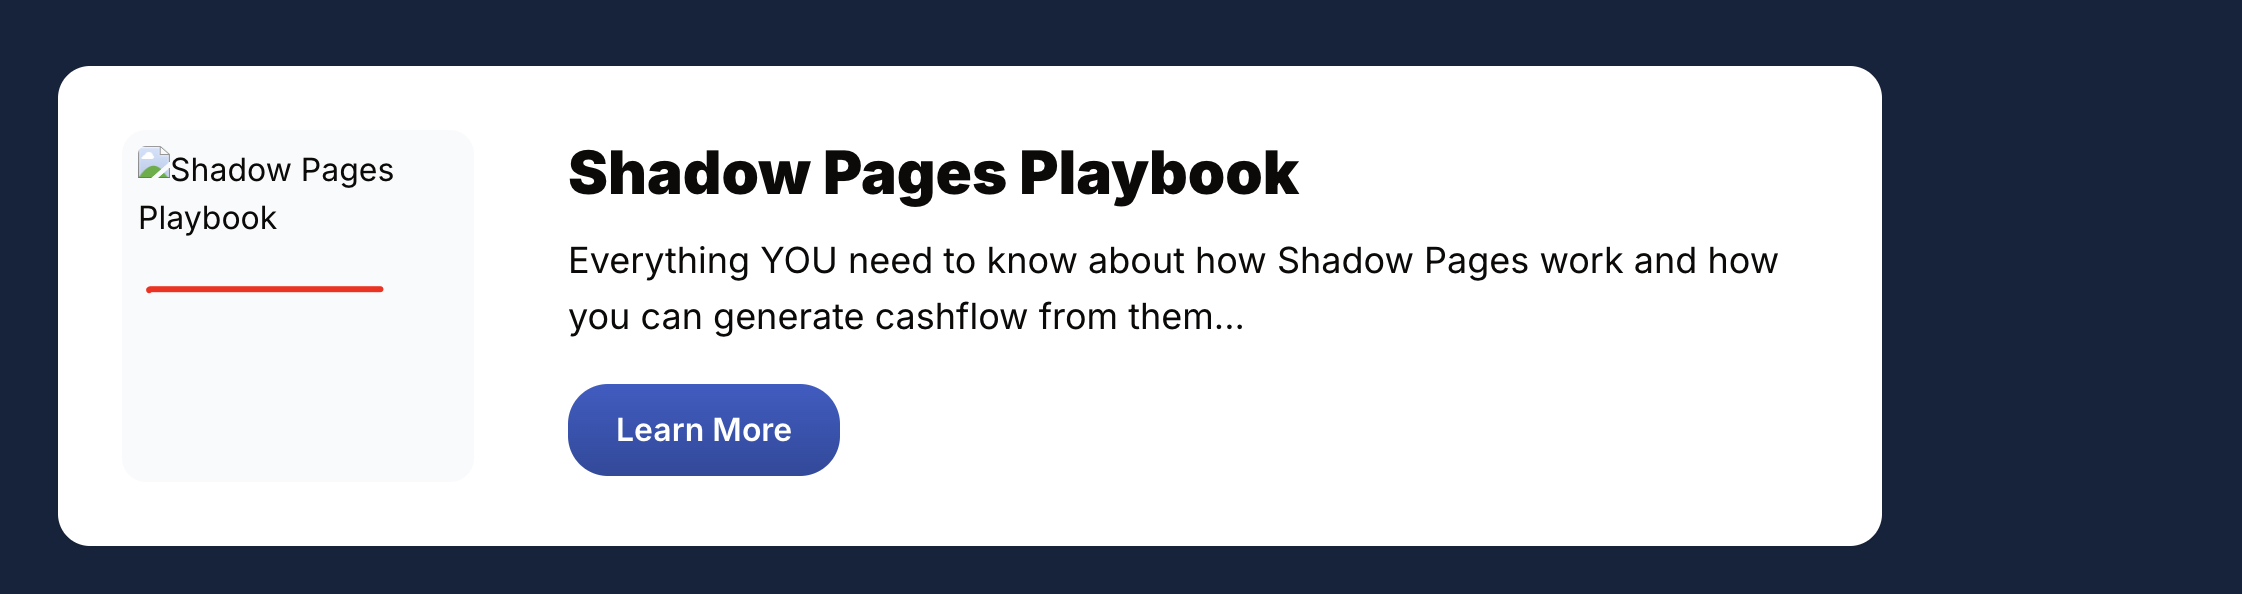 Shadow Pages
Playbook
Shadow Pages Playbook
Everything YOU need to know about how Shadow Pages work and how
you can generate cashflow from them...
Learn More